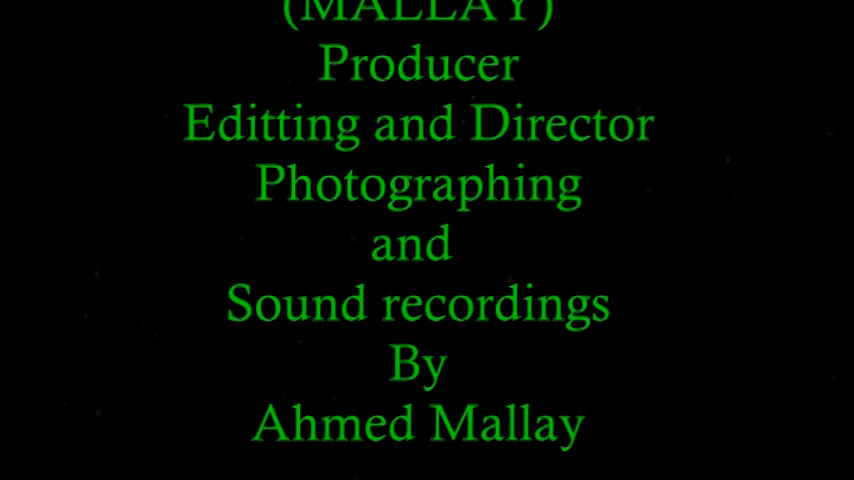 (MALLAY)
Producer
Editting and Director
Photographing
and
Sound recordings
By
Ahmed Mallay